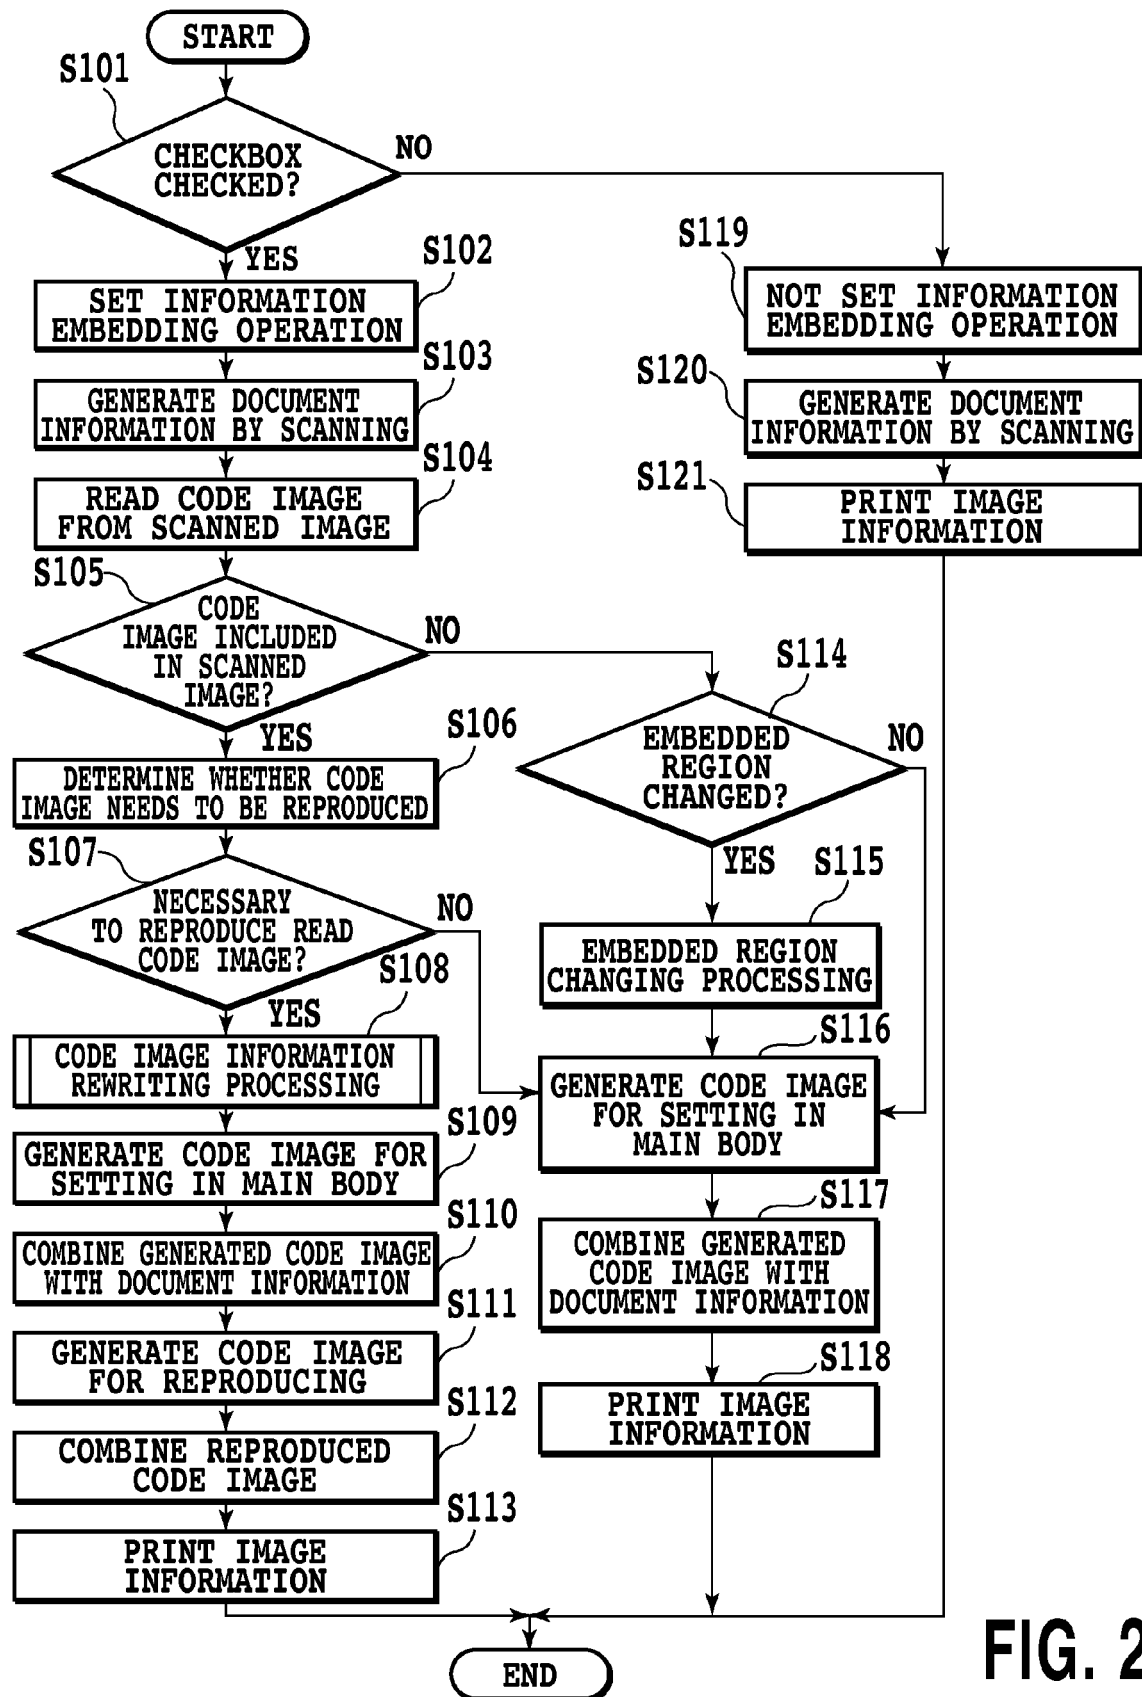 START
S101
CHECKBOX
CHECKED?
NO
YES
S102
SET INFORMATION
EMBEDDING OPERATION
S103
GENERATE DOCUMENT
INFORMATION BY SCANNING
S104
READ CODE IMAGE
FROM SCANNED IMAGE
S105
CODE
IMAGE INCLUDED
IN SCANNED
IMAGE?
NO
YES
S106
DETERMINE WHETHER CODE
IMAGE NEEDS TO BE REPRODUCED
S107
NECESSARY
TO REPRODUCE READ
CODE IMAGE?
NO
YES
S108
CODE IMAGE INFORMATION
REWRITING PROCESSING
S109
GENERATE CODE IMAGE FOR
SETTING IN MAIN BODY
S110
COMBINE GENERATED CODE IMAGE
WITH DOCUMENT INFORMATION
S111
GENERATE CODE IMAGE
FOR REPRODUCING
S112
COMBINE REPRODUCED
CODE IMAGE
S113
PRINT IMAGE
INFORMATION
S114
EMBEDDED
REGION
CHANGED?
NO
YES
S115
EMBEDDED REGION
CHANGING PROCESSING
S116
GENERATE CODE IMAGE
FOR SETTING IN
MAIN BODY
S117
COMBINE GENERATED
CODE IMAGE WITH
DOCUMENT INFORMATION
S118
PRINT IMAGE
INFORMATION
S119
NOT SET INFORMATION
EMBEDDING OPERATION
S120
GENERATE DOCUMENT
INFORMATION BY SCANNING
S121
PRINT IMAGE
INFORMATION
END
FIG. 2